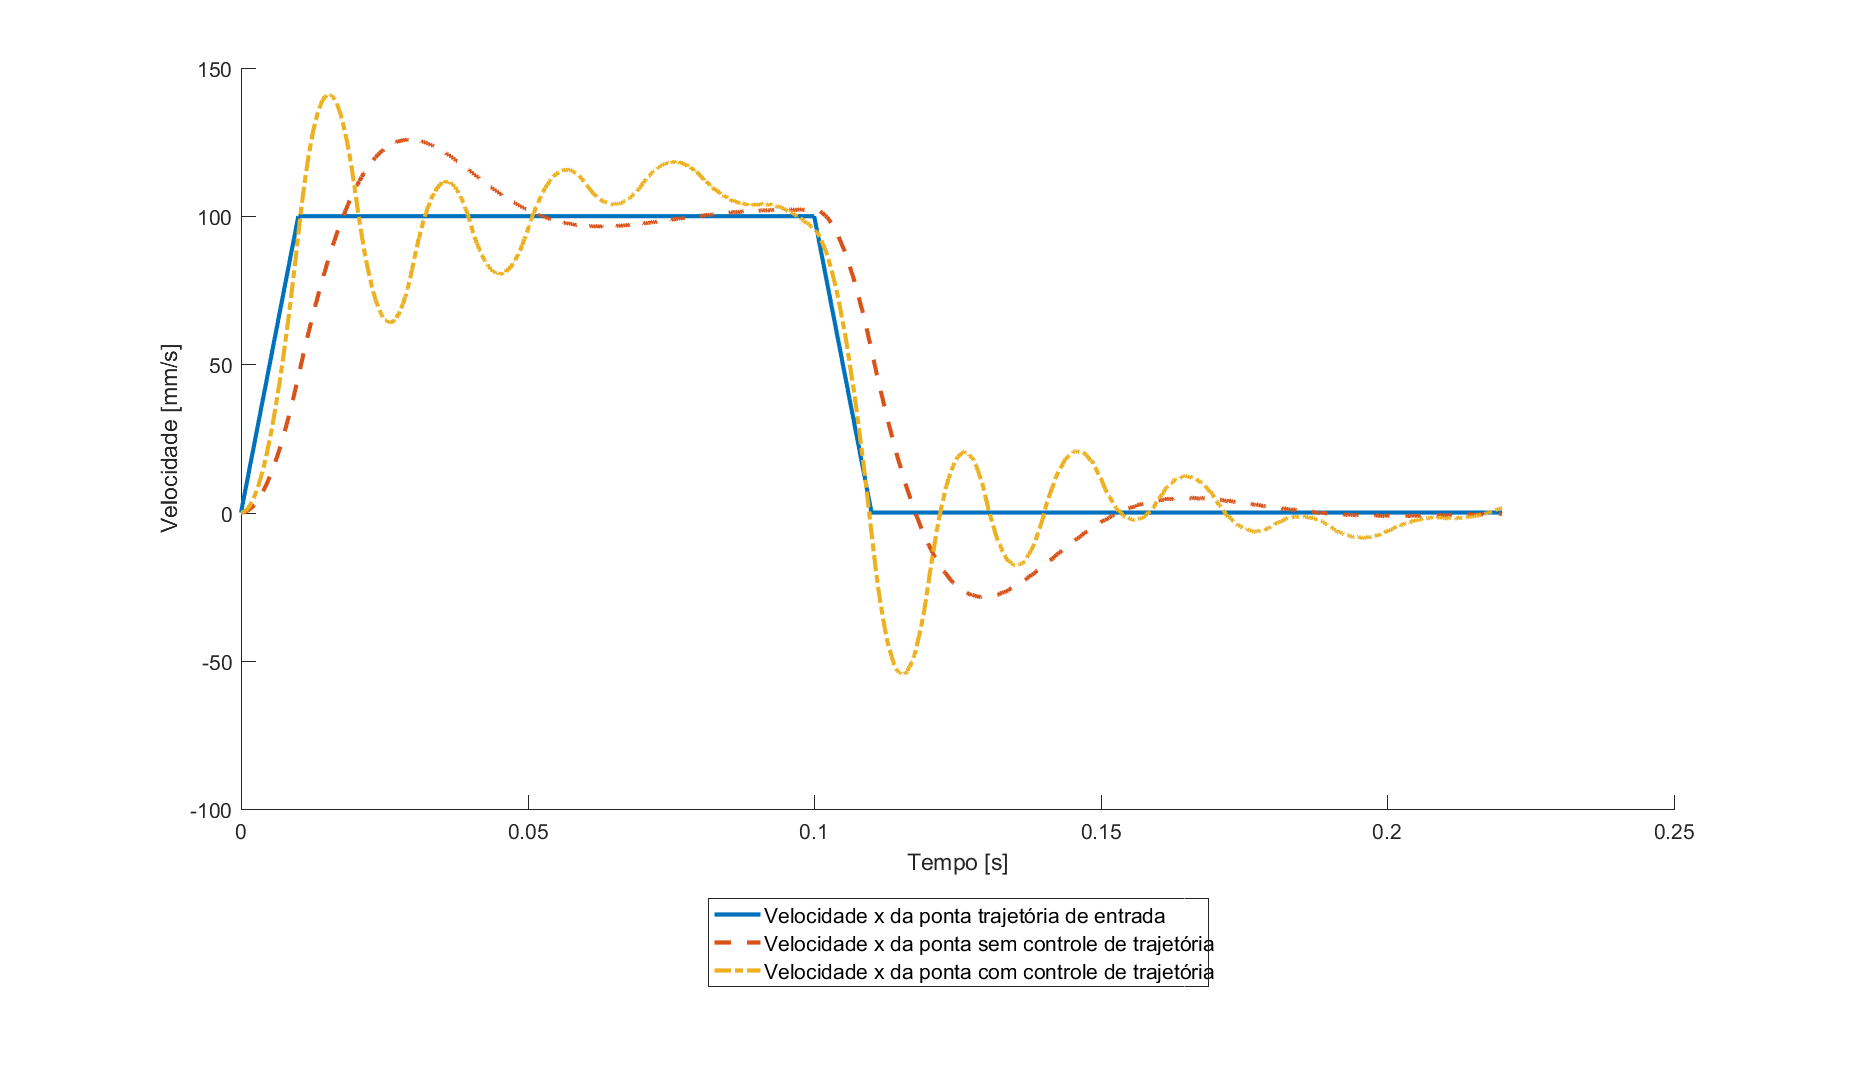 150
100
50
0
-50
-100
Velocidade [mm/s]
0 0.05 0.1 0.15 0.2 0.25
Tempo [s]
Velocidade x da ponta trajetória de entrada
Velocidade x da ponta sem controle de trajetória
Velocidade x da ponta com controle de trajetória